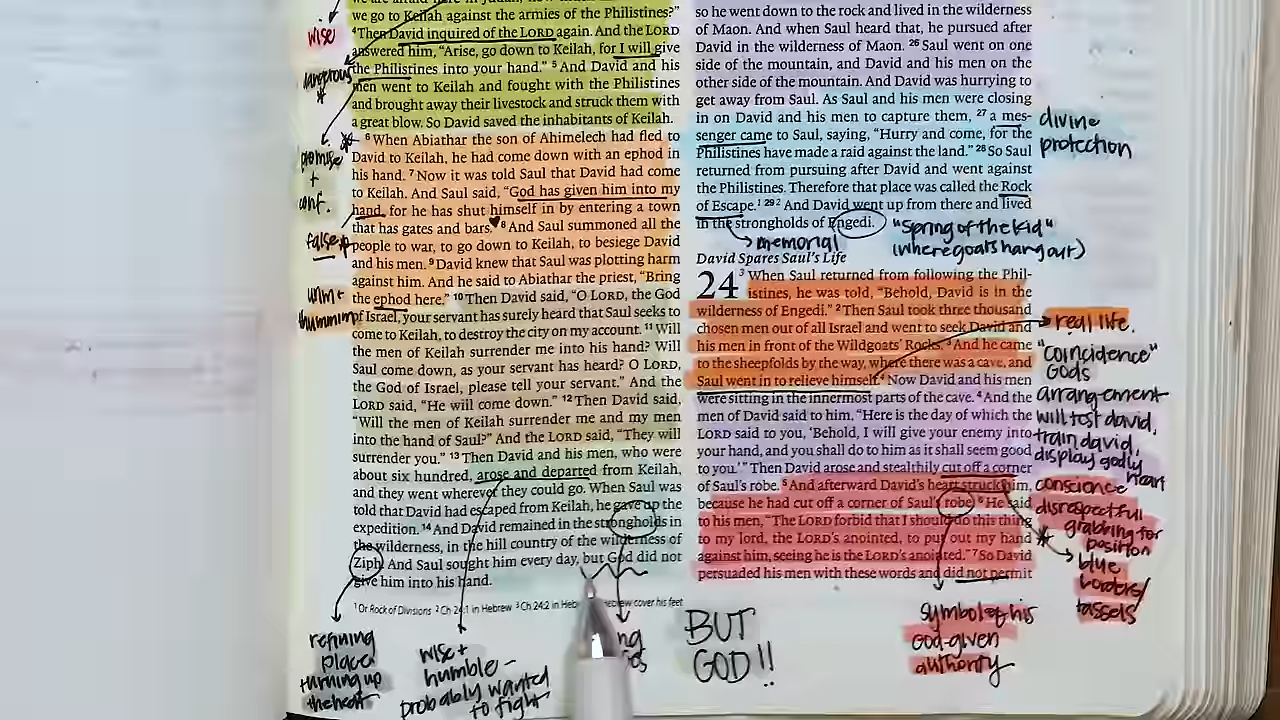 we go to Keilah against the armies of the Philistines?"
⁴Then David inquired of the LORD again. And the LORD
answered him, "Arise, go down to Keilah, for I will give
the Philistines into your hand." ⁵ And David and his
men went to Keilah and fought with the Philistines
and brought away their livestock and struck them with
a great blow. So David saved the inhabitants of Keilah.
⁶ When Abiathar the son of Ahimelech had fled to
David to Keilah, he had come down with an ephod in
his hand. ⁷ Now it was told Saul that David had come
to Keilah. And Saul said, "God has given him into my
hand, for he has shut himself in by entering a town
that has gates and bars." ⁸ And Saul summoned all the
people to war, to go down to Keilah, to besiege David
and his men. ⁹ David knew that Saul was plotting harm
against him. And he said to Abiathar the priest, "Bring
the ephod here." ¹⁰ Then David said, "O LORD, the God
of Israel, your servant has surely heard that Saul seeks to
come to Keilah, to destroy the city on my account. ¹¹ Will
the men of Keilah surrender me into his hand? Will
Saul come down, as your servant has heard? O LORD,
the God of Israel, please tell your servant." And the
LORD said, "He will come down." ¹² Then David said,
"Will the men of Keilah surrender me and my men
into the hand of Saul?" And the LORD said, "They will
surrender you." ¹³ Then David and his men, who were
about six hundred, arose and departed from Keilah,
and they went wherever they could go. When Saul was
told that David had escaped from Keilah, he gave up the
expedition. ¹⁴ And David remained in the strongholds in
the wilderness, in the hill country of the wilderness of
Ziph. And Saul sought him every day, but God did not
give him into his hand.
¹ Or Rock of Divisions ² Ch 24:1 in Hebrew ³ Ch 24:2 in Heb Hebrew cover his feet
wise
dangerous
*
promise
+
conf.
false
urim +
thummim
refining
place
turning up
the heat
wise +
humble -
probably wanted
to fight
so he went down to the rock and lived in the wilderness
of Maon. And when Saul heard that, he pursued after
David in the wilderness of Maon. ²⁶ Saul went on one
side of the mountain, and David and his men on the
other side of the mountain. And David was hurrying to
get away from Saul. As Saul and his men were closing
in on David and his men to capture them, ²⁷ a mes-
senger came to Saul, saying, "Hurry and come, for the
Philistines have made a raid against the land." ²⁸ So Saul
returned from pursuing after David and went against
the Philistines. Therefore that place was called the Rock
of Escape.¹ ²⁹ ² And David went up from there and lived
in the strongholds of Engedi.
memorial
"Spring of the kid"
(where goats hang out)
divine
protection
David Spares Saul's Life
24 ³ When Saul returned from following the Phil-
istines, he was told, "Behold, David is in the
wilderness of Engedi." ² Then Saul took three thousand
chosen men out of all Israel and went to seek David and
his men in front of the Wildgoats' Rocks. ³ And he came
to the sheepfolds by the way, where there was a cave, and
Saul went in to relieve himself.⁴ Now David and his men
were sitting in the innermost parts of the cave. ⁴ And the
men of David said to him, "Here is the day of which the
LORD said to you, 'Behold, I will give your enemy into
your hand, and you shall do to him as it shall seem good
to you.'" Then David arose and stealthily cut off a corner
of Saul's robe. ⁵ And afterward David's heart struck him,
because he had cut off a corner of Saul's robe. ⁶ He said
to his men, "The LORD forbid that I should do this thing
to my lord, the LORD's anointed, to put out my hand
against him, seeing he is the LORD's anointed." ⁷ So David
persuaded his men with these words and did not permit
real life.
"coincidence"
Gods
arrangement
will test david,
train david,
display godly
heart
conscience
disrespectful
grabbing for
position
* blue
borders/
tassels
symbol of his
God-given
authority
BUT
GOD!!